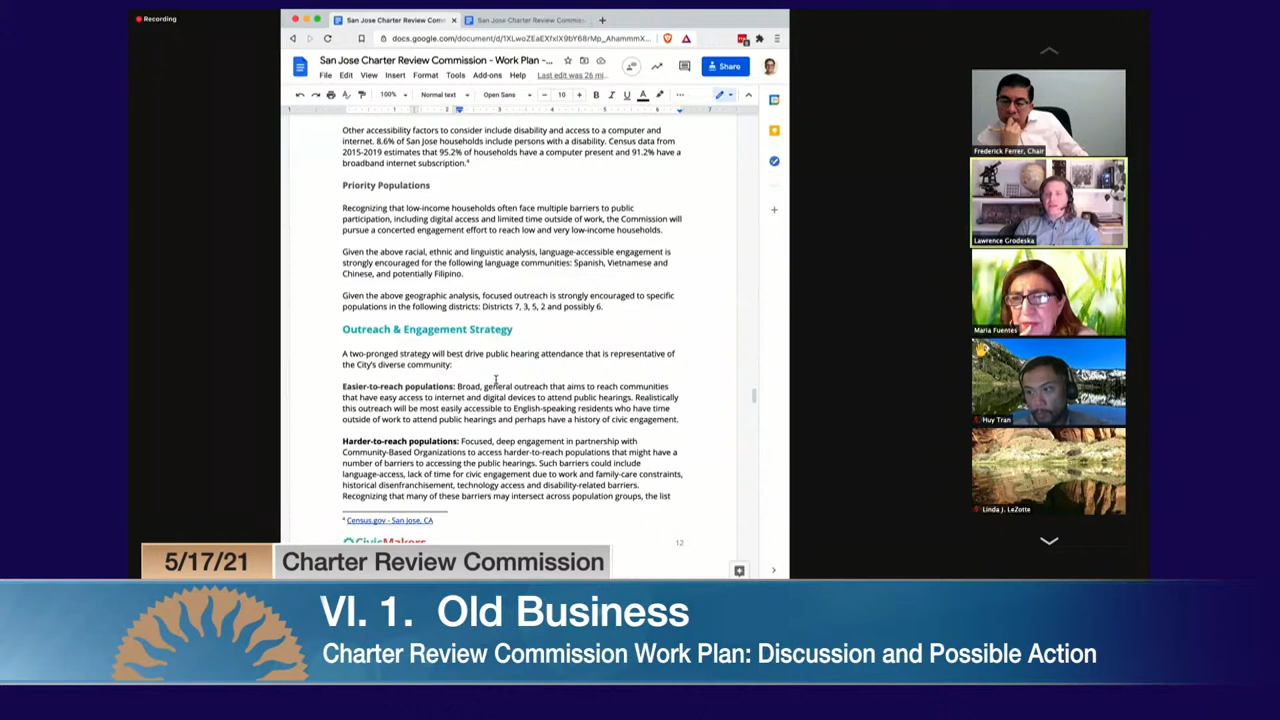 Recording
San Jose Charter Review Comm
San Jose Charter Review Commiss
docs.google.com/document/d/1XLwoZEaEXfxIX9bY68rMp_AhammmX...
San Jose Charter Review Commission - Work Plan -...
File Edit View Insert Format Tools Add-ons Help Last edit was 26 mi...
Share
100% Normal text Open Sans 10 B I U A
Other accessibility factors to consider include disability and access to a computer and
internet. 8.6% of San Jose households include persons with a disability. Census data from
2015-2019 estimates that 95.2% of households have a computer present and 91.2% have a
broadband internet subscription.⁴
Priority Populations
Recognizing that low-income households often face multiple barriers to public
participation, including digital access and limited time outside of work, the Commission will
pursue a concerted engagement effort to reach low and very low-income households.
Given the above racial, ethnic and linguistic analysis, language-accessible engagement is
strongly encouraged for the following language communities: Spanish, Vietnamese and
Chinese, and potentially Filipino.
Given the above geographic analysis, focused outreach is strongly encouraged to specific
populations in the following districts: Districts 7, 3, 5, 2 and possibly 6.
Outreach & Engagement Strategy
A two-pronged strategy will best drive public hearing attendance that is representative of
the City's diverse community:
Easier-to-reach populations: Broad, general outreach that aims to reach communities
that have easy access to internet and digital devices to attend public hearings. Realistically
this outreach will be most easily accessible to English-speaking residents who have time
outside of work to attend public hearings and perhaps have a history of civic engagement.
Harder-to-reach populations: Focused, deep engagement in partnership with
Community-Based Organizations to access harder-to-reach populations that might have a
number of barriers to accessing the public hearings. Such barriers could include
language-access, lack of time for civic engagement due to work and family-care constraints,
historical disenfranchisement, technology access and disability-related barriers.
Recognizing that many of these barriers may intersect across population groups, the list
⁴ Census.gov - San Jose, CA
CivicMakers
12
Frederick Ferrer, Chair
Lawrence Grodeska
Maria Fuentes
Huy Tran
Linda J. LeZotte
5/17/21 Charter Review Commission
VI. 1. Old Business
Charter Review Commission Work Plan: Discussion and Possible Action